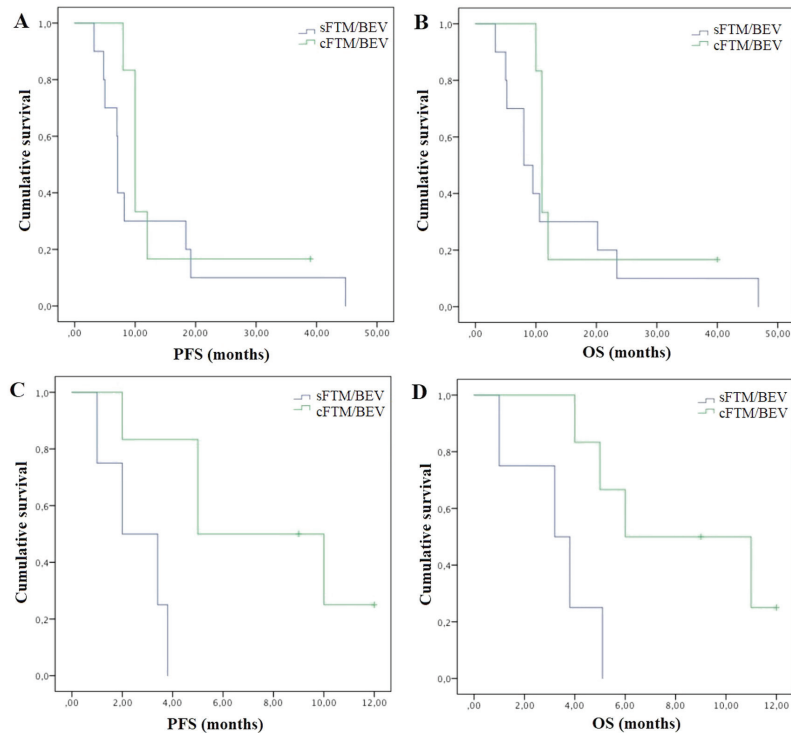 A
sFTM/BEV
cFTM/BEV
Cumulative survival
1,0
0,8
0,6
0,4
0,2
0,0
,00 10,00 20,00 30,00 40,00 50,00
PFS (months)
B
sFTM/BEV
cFTM/BEV
Cumulative survival
1,0
0,8
0,6
0,4
0,2
0,0
,00 10,00 20,00 30,00 40,00 50,00
OS (months)
C
sFTM/BEV
cFTM/BEV
Cumulative survival
1,0
0,8
0,6
0,4
0,2
0,0
,00 2,00 4,00 6,00 8,00 10,00 12,00
PFS (months)
D
sFTM/BEV
cFTM/BEV
Cumulative survival
1,0
0,8
0,6
0,4
0,2
0,0
,00 2,00 4,00 6,00 8,00 10,00 12,00
OS (months)